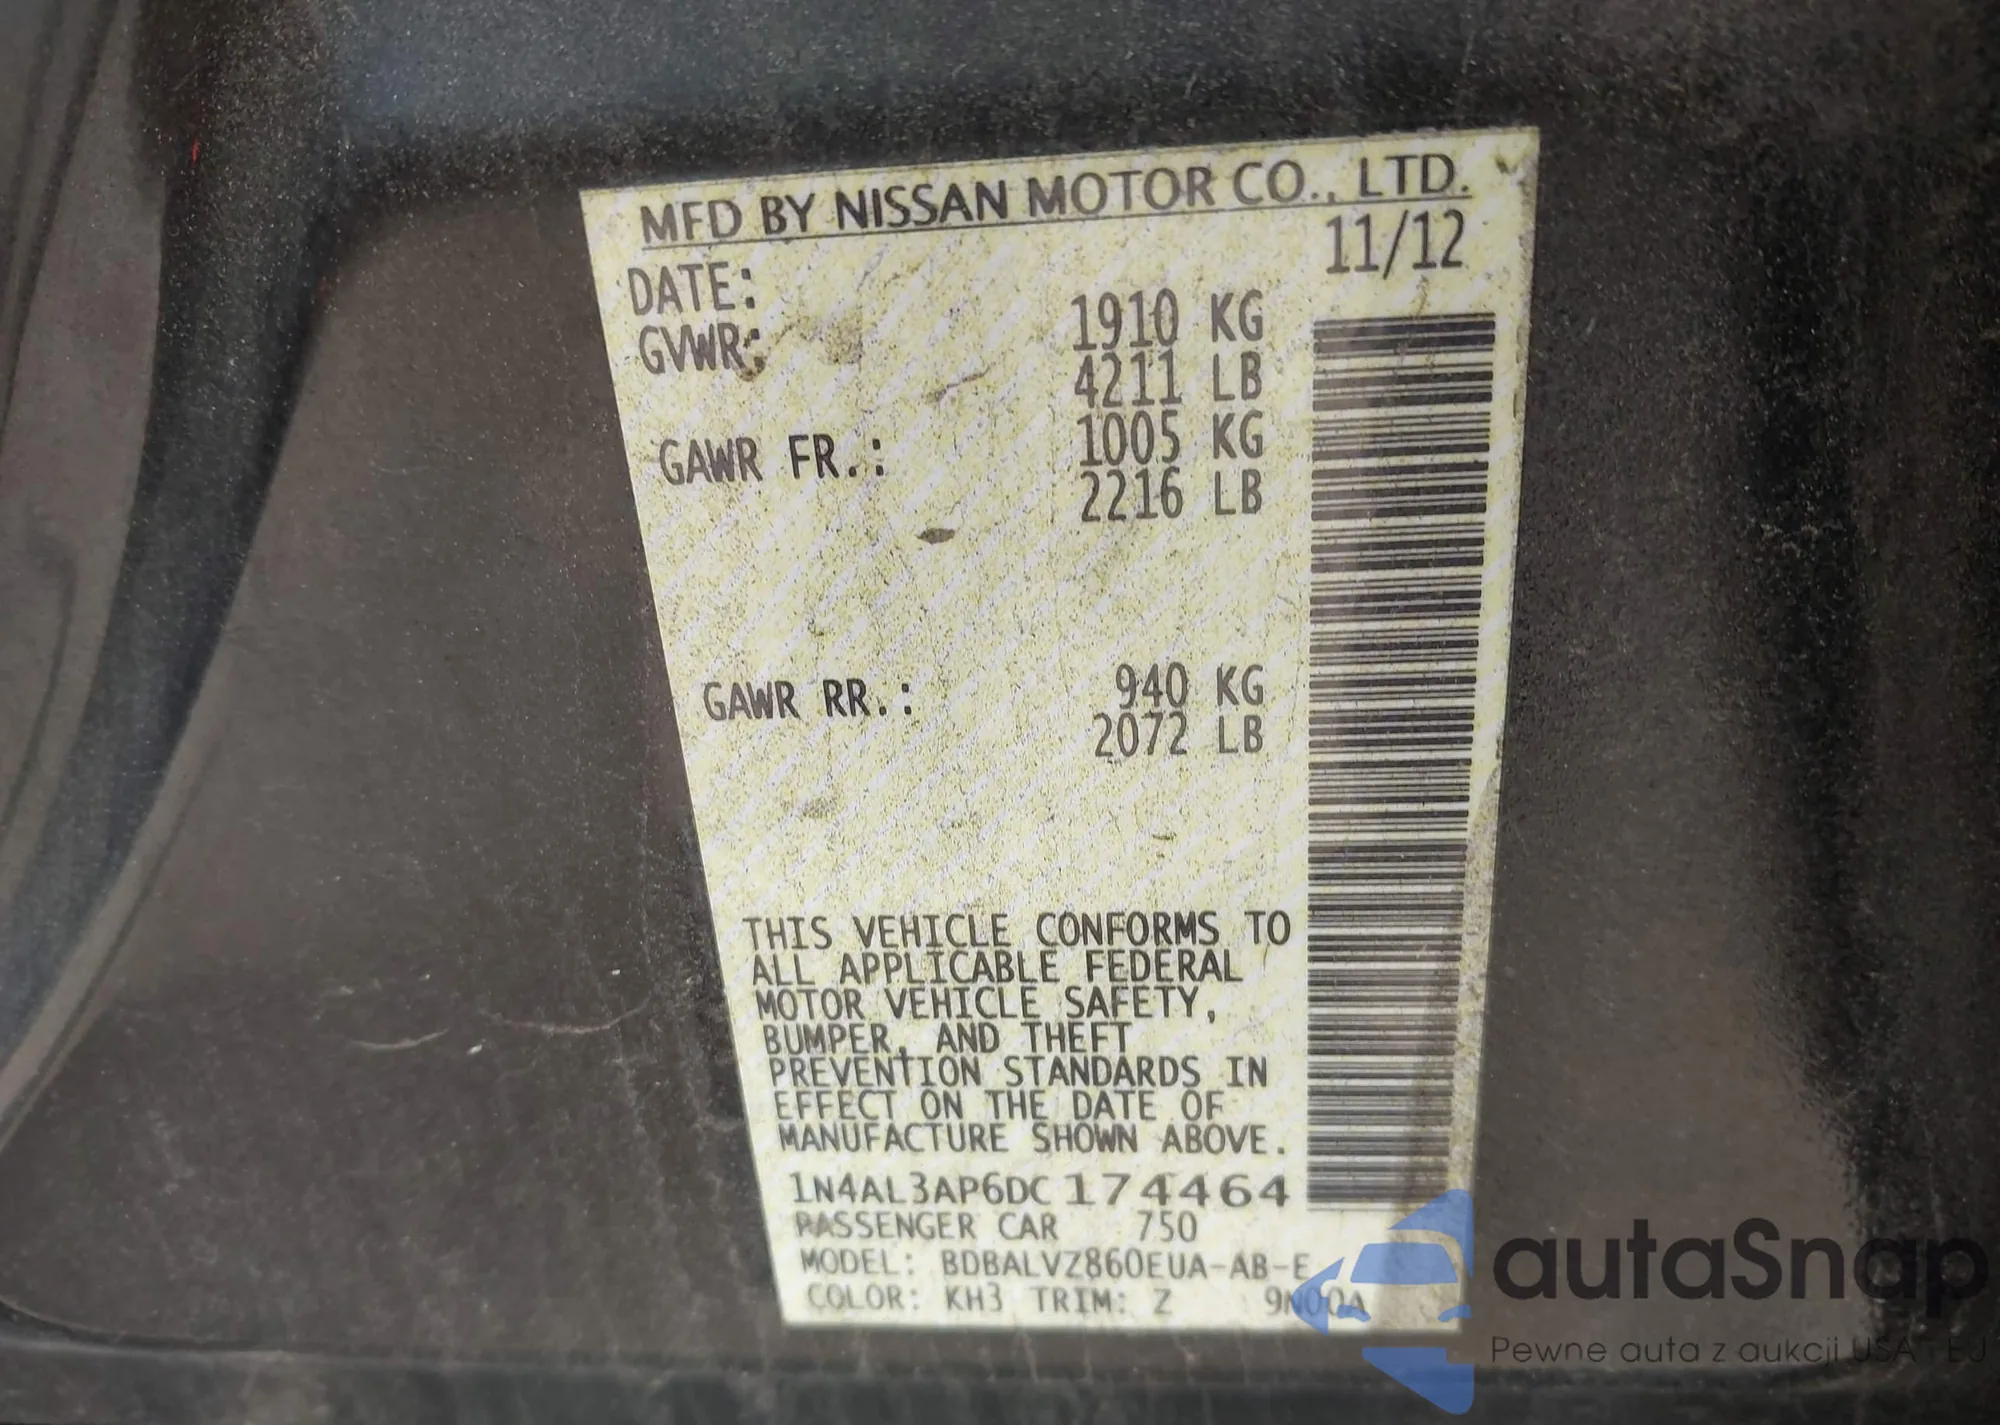 MFD BY NISSAN MOTOR CO., LTD.
DATE: 11/12
GVWR: 1910 KG
4211 LB
GAWR FR.: 1005 KG
2216 LB
GAWR RR.: 940 KG
2072 LB
THIS VEHICLE CONFORMS TO
ALL APPLICABLE FEDERAL
MOTOR VEHICLE SAFETY,
BUMPER, AND THEFT
PREVENTION STANDARDS IN
EFFECT ON THE DATE OF
MANUFACTURE SHOWN ABOVE.
1N4AL3AP6DC174464
PASSENGER CAR 750
MODEL: BDBALVZ860EUA-AB-E
COLOR: KH3 TRIM: Z 9N00A
autaSnap
Pewne auta z aukcji USA i EU